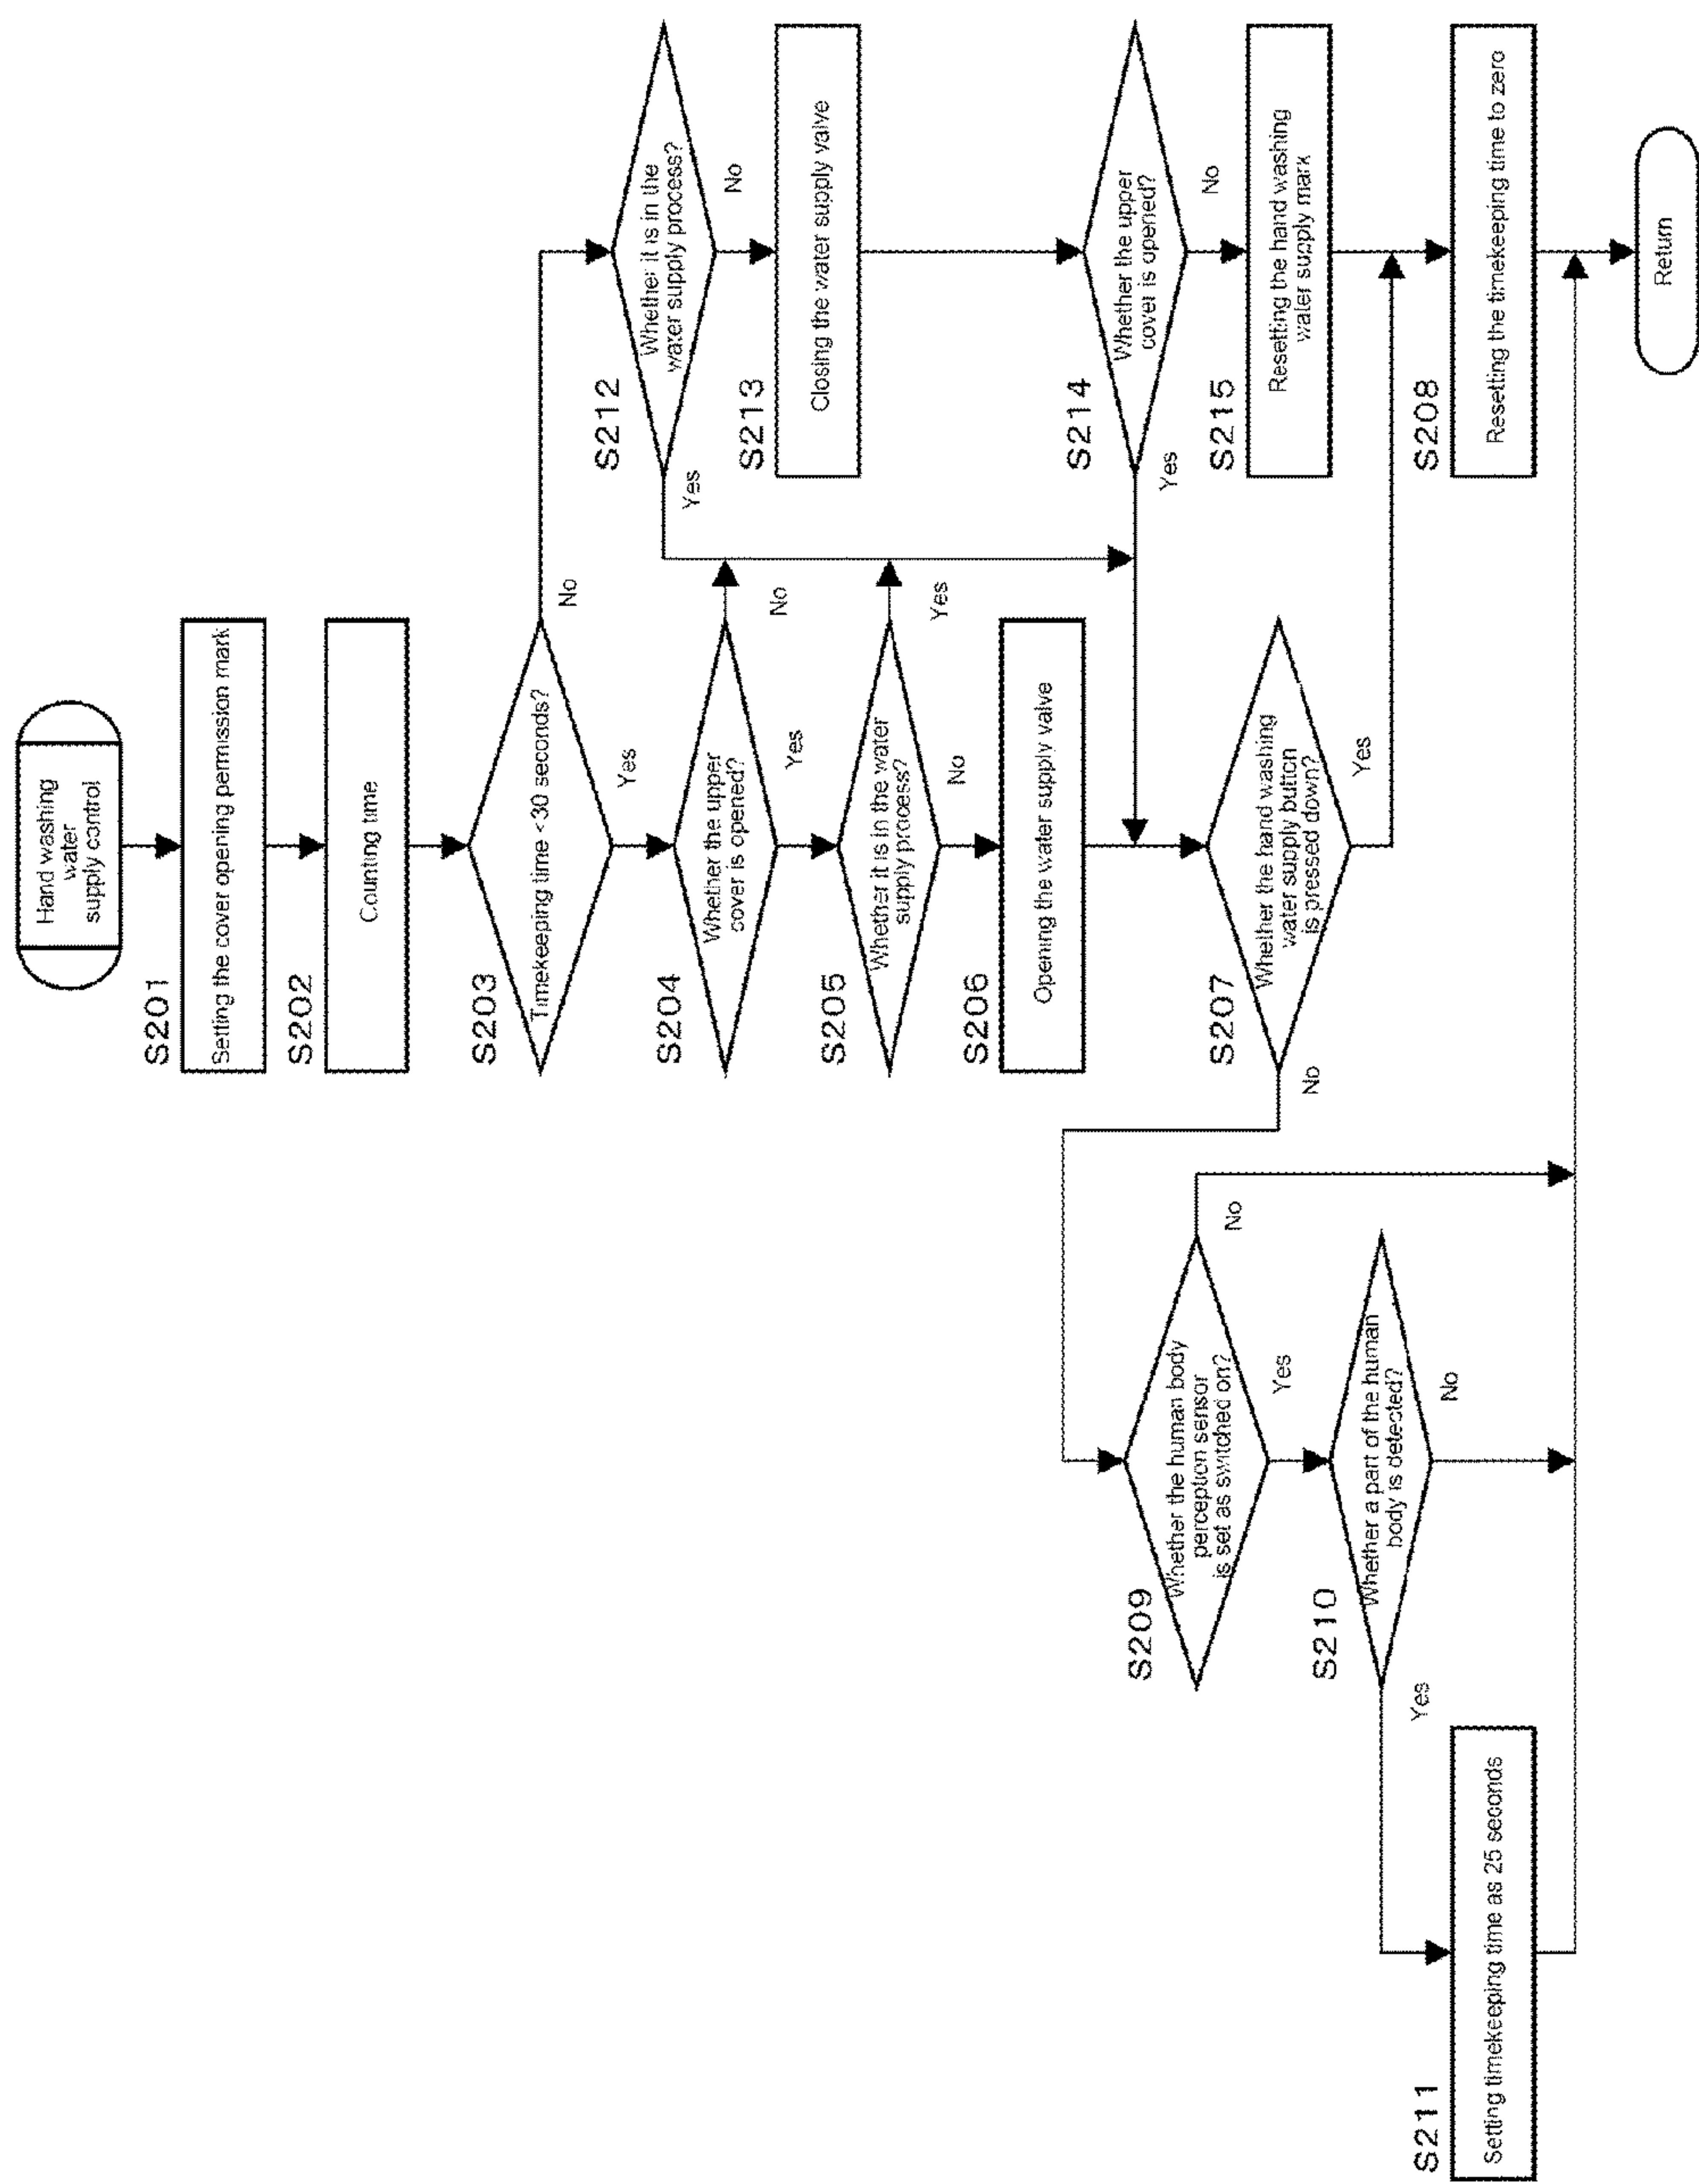 Hand washing
water
supply control
S201
Setting the cover opening permission mark
S202
Counting time
S203
Timekeeping time <30 seconds?
No
Yes
S204
Whether the upper
cover is opened?
No
Yes
S205
Whether it is in the water
supply process?
Yes
No
S206
Opening the water supply valve
S207
Whether the hand washing
water supply button
is pressed down?
No
Yes
S212
Whether it is in the
water supply process?
Yes
No
S213
Closing the water supply valve
S214
Whether the upper
cover is opened?
Yes
No
S215
Resetting the hand washing
water supply mark
S208
Resetting the timekeeping time to zero
Return
S209
Whether the human body
perception sensor
is set as switched on?
No
Yes
S210
Whether a part of the human
body is detected?
Yes
No
S211
Setting timekeeping time as 25 seconds